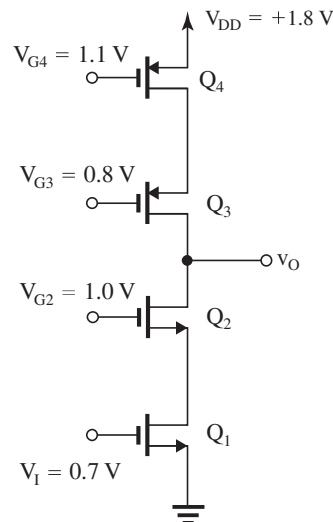 V_DD = +1.8 V
V_G4 = 1.1 V
Q_4
V_G3 = 0.8 V
Q_3
v_O
V_G2 = 1.0 V
Q_2
Q_1
V_I = 0.7 V